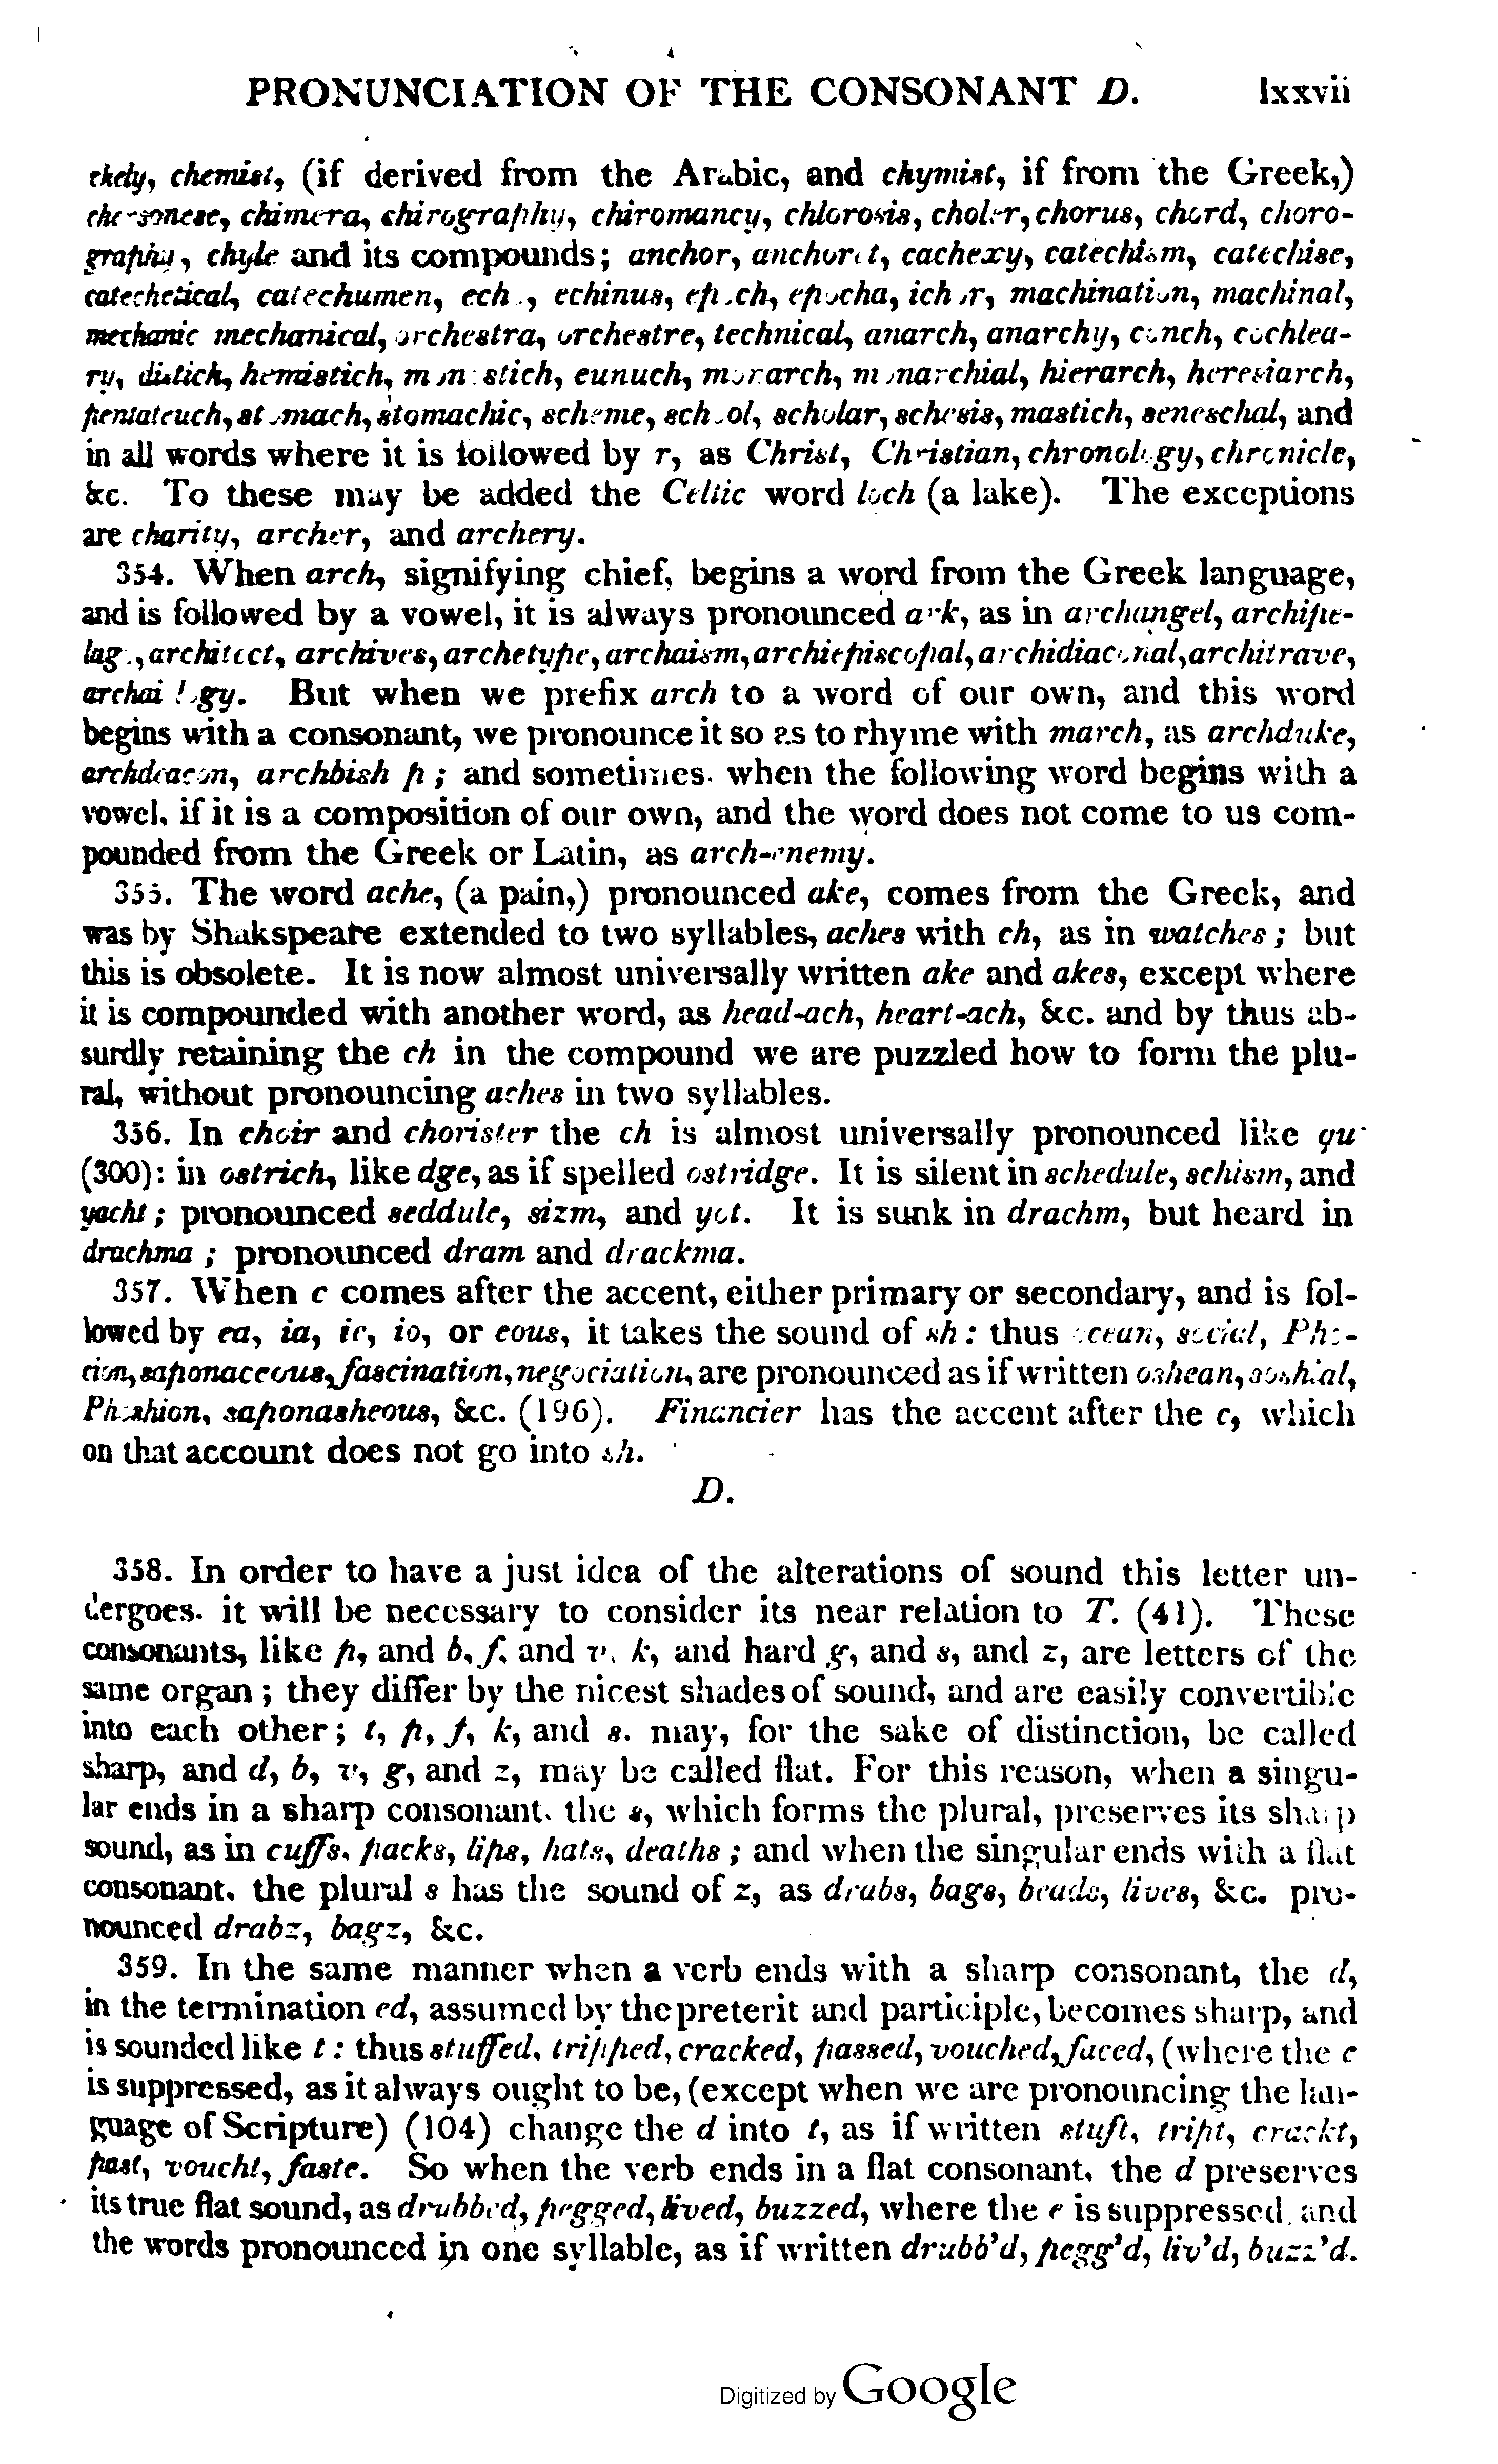 PRONUNCIATION OF THE CONSONANT D. lxxvii
chely, chemist, (if derived from the Arabic, and chymist, if from the Greek,)
chersonese, chimera, chirography, chiromancy, chlorosis, choler, chorus, chord, choro-
graphy, chyle and its compounds; anchor, anchoret, cachexy, catechism, catechise,
catechetical, catechumen, echo, echinus, epoch, epocha, ichor, machination, machinal,
mechanic mechanical, orchestra, orchestre, technical, anarch, anarchy, conch, cochlea-
ry, distich, hemistich, monostich, eunuch, monarch, monarchial, hierarch, heresiarch,
pentateuch, stomach, stomachic, scheme, school, scholar, schesis, mastich, seneschal, and
in all words where it is followed by r, as Christ, Christian, chronology, chronicle,
&c. To these may be added the Celtic word loch (a lake). The exceptions
are charity, archer, and archery.
354. When arch, signifying chief, begins a word from the Greek language,
and is followed by a vowel, it is always pronounced ark, as in archangel, archipe-
lago, architect, archives, archetype, archaism, archiepiscopal, archidiaconal, architrave,
archaiology. But when we prefix arch to a word of our own, and this word
begins with a consonant, we pronounce it so as to rhyme with march, as archduke,
archdeacon, archbishop; and sometimes, when the following word begins with a
vowel, if it is a composition of our own, and the word does not come to us com-
pounded from the Greek or Latin, as arch-enemy.
355. The word ache, (a pain,) pronounced ake, comes from the Greek, and
was by Shakspeare extended to two syllables, aches with ch, as in watches; but
this is obsolete. It is now almost universally written ake and akes, except where
it is compounded with another word, as head-ach, heart-ach, &c. and by thus ab-
surdly retaining the ch in the compound we are puzzled how to form the plu-
ral, without pronouncing aches in two syllables.
356. In choir and chorister the ch is almost universally pronounced like qu
(300): in ostrich, like dge, as if spelled ostridge. It is silent in schedule, schism, and
yacht; pronounced seddule, sizm, and yot. It is sunk in drachm, but heard in
drachma; pronounced dram and drackma.
357. When c comes after the accent, either primary or secondary, and is fol-
lowed by ea, ia, ie, io, or eous, it takes the sound of sh: thus ocean, social, Pho-
cion, saponaceous, fascination, negociation, are pronounced as if written oshean, soshial,
Phoshion, saponasheous, &c. (196). Financier has the accent after the c, which
on that account does not go into sh.
D.
358. In order to have a just idea of the alterations of sound this letter un-
dergoes, it will be necessary to consider its near relation to T. (41). These
consonants, like p, and b, f, and v, k, and hard g, and s, and z, are letters of the
same organ; they differ by the nicest shades of sound, and are easily convertible
into each other; t, p, f, k, and s, may, for the sake of distinction, be called
sharp, and d, b, v, g, and z, may be called flat. For this reason, when a singu-
lar ends in a sharp consonant, the s, which forms the plural, preserves its sharp
sound, as in cuffs, packs, lips, hats, deaths; and when the singular ends with a flat
consonant, the plural s has the sound of z, as drabs, bags, beads, lives, &c. pro-
nounced drabz, bagz, &c.
359. In the same manner when a verb ends with a sharp consonant, the d,
in the termination ed, assumed by the preterit and participle, becomes sharp, and
is sounded like t: thus stuffed, tripped, cracked, passed, vouched, faced, (where the e
is suppressed, as it always ought to be, (except when we are pronouncing the lan-
guage of Scripture) (104) change the d into t, as if written stuft, tript, crackt,
past, voucht, faste. So when the verb ends in a flat consonant, the d preserves
its true flat sound, as drubbed, pegged, lived, buzzed, where the e is suppressed, and
the words pronounced in one syllable, as if written drubb'd, pegg'd, liv'd, buzz'd.
Digitized by Google